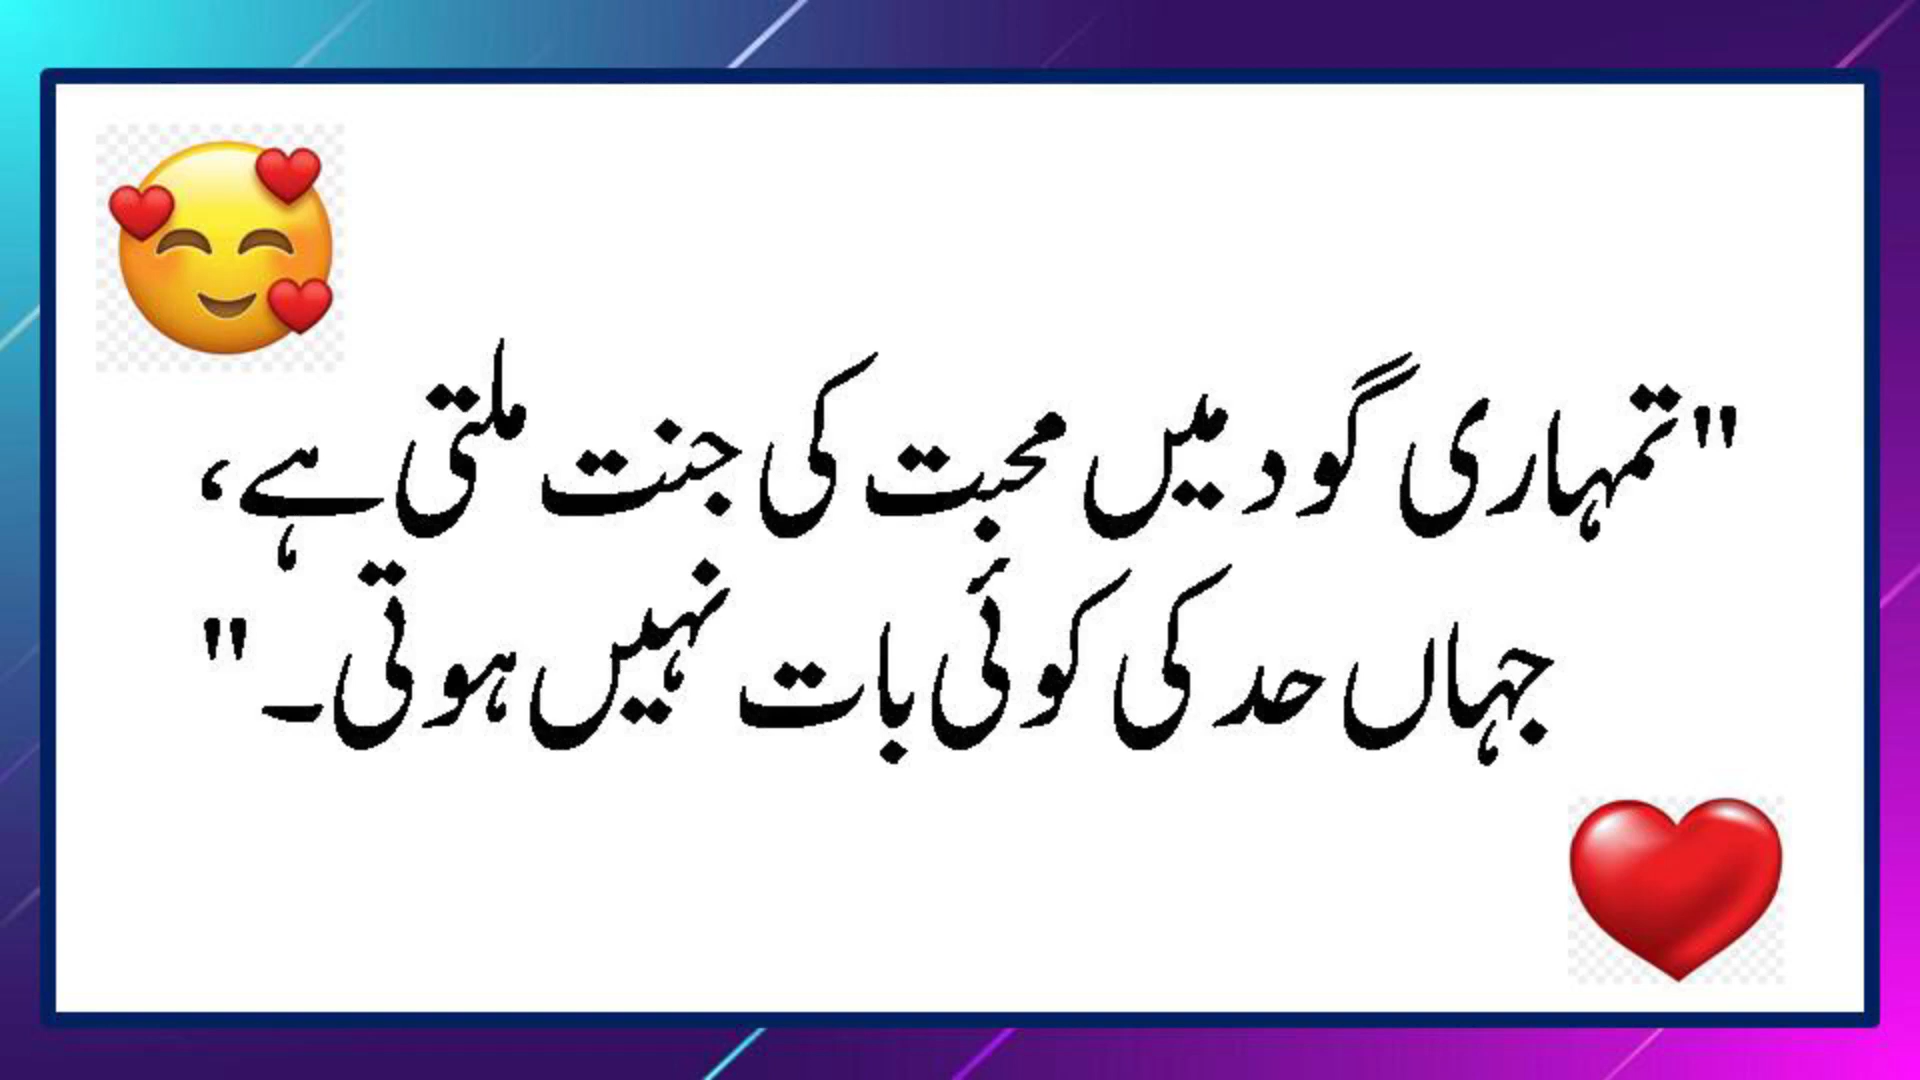 "تمہاری گود میں محبت کی جنت ملتی ہے،
جہاں حد کی کوئی بات نہیں ہوتی۔"